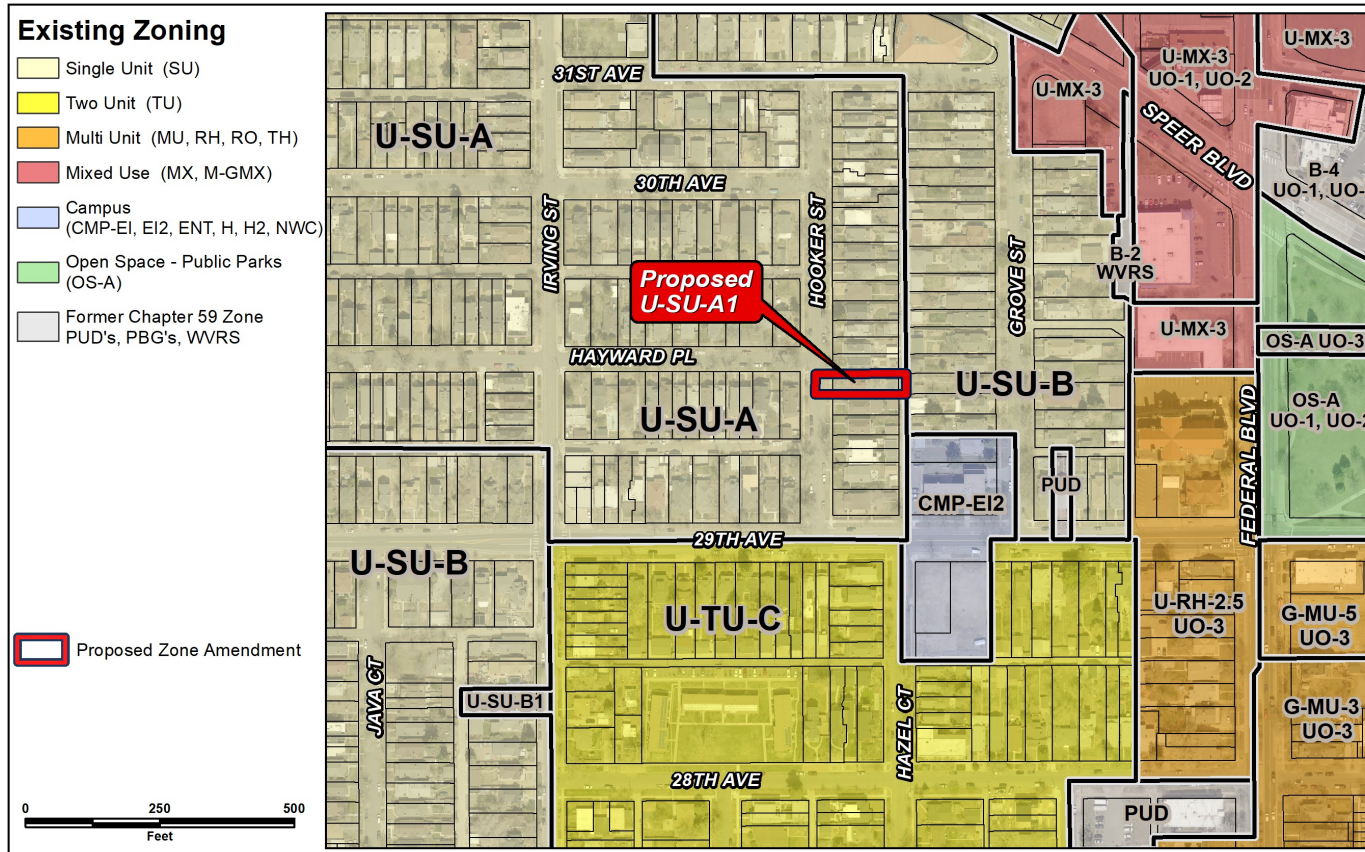 Existing Zoning
Single Unit (SU)
Two Unit (TU)
Multi Unit (MU, RH, RO, TH)
Mixed Use (MX, M-GMX)
Campus
(CMP-EI, EI2, ENT, H, H2, NWC)
Open Space - Public Parks
(OS-A)
Former Chapter 59 Zone
PUD's, PBG's, WVRS
Proposed Zone Amendment
0 250 500
Feet
31ST AVE
U-SU-A
30TH AVE
IRVING ST
HOOKER ST
GROVE ST
Proposed
U-SU-A1
HAYWARD PL
U-SU-A
U-SU-B
U-MX-3
U-MX-3
UO-1, UO-2
U-MX-3
SPEER BLVD
B-4
UO-1, UO-
B-2
WVRS
U-MX-3
OS-A UO-3
OS-A
UO-1, UO-2
FEDERAL BLVD
CMP-EI2
PUD
29TH AVE
U-SU-B
U-TU-C
U-RH-2.5
UO-3
G-MU-5
UO-3
JAVA CT
U-SU-B1
HAZEL CT
G-MU-3
UO-3
28TH AVE
PUD